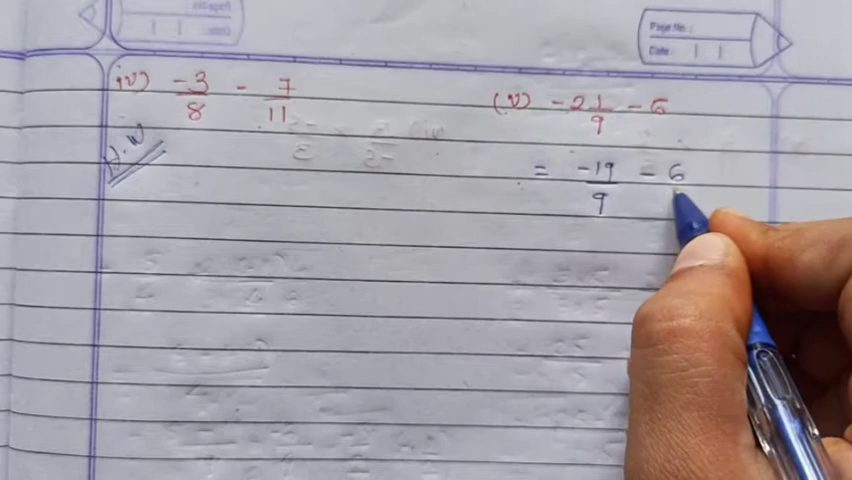 Page No.:
Date:
(iv) -3/8 - 7/11
H.W
(v) -2 1/9 - 6
= -19/9 - 6